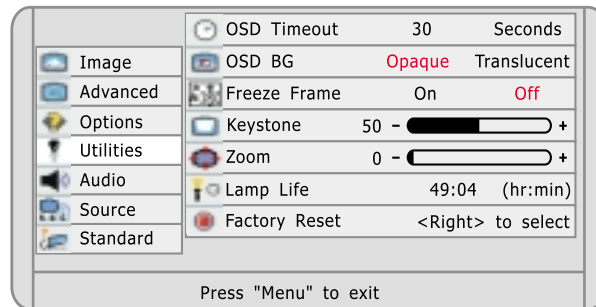 OSD Timeout 30 Seconds
Image OSD BG Opaque Translucent
Advanced Freeze Frame On Off
Options Keystone 50 - +
Utilities Zoom 0 - +
Audio Lamp Life 49:04 (hr:min)
Source Factory Reset <Right> to select
Standard
Press "Menu" to exit